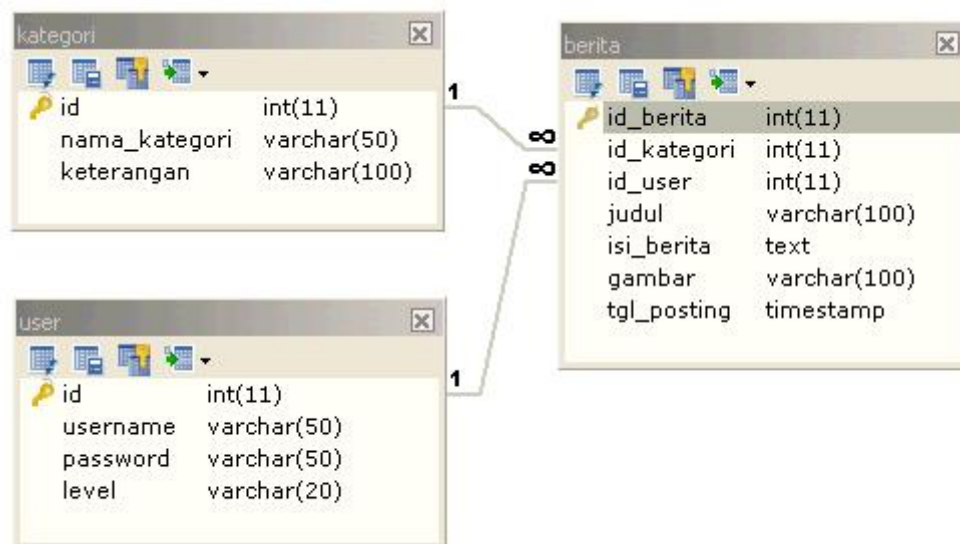 kategori
id int(11)
nama_kategori varchar(50)
keterangan varchar(100)
1
∞
∞
berita
id_berita int(11)
id_kategori int(11)
id_user int(11)
judul varchar(100)
isi_berita text
gambar varchar(100)
tgl_posting timestamp
user
id int(11)
username varchar(50)
password varchar(50)
level varchar(20)
1